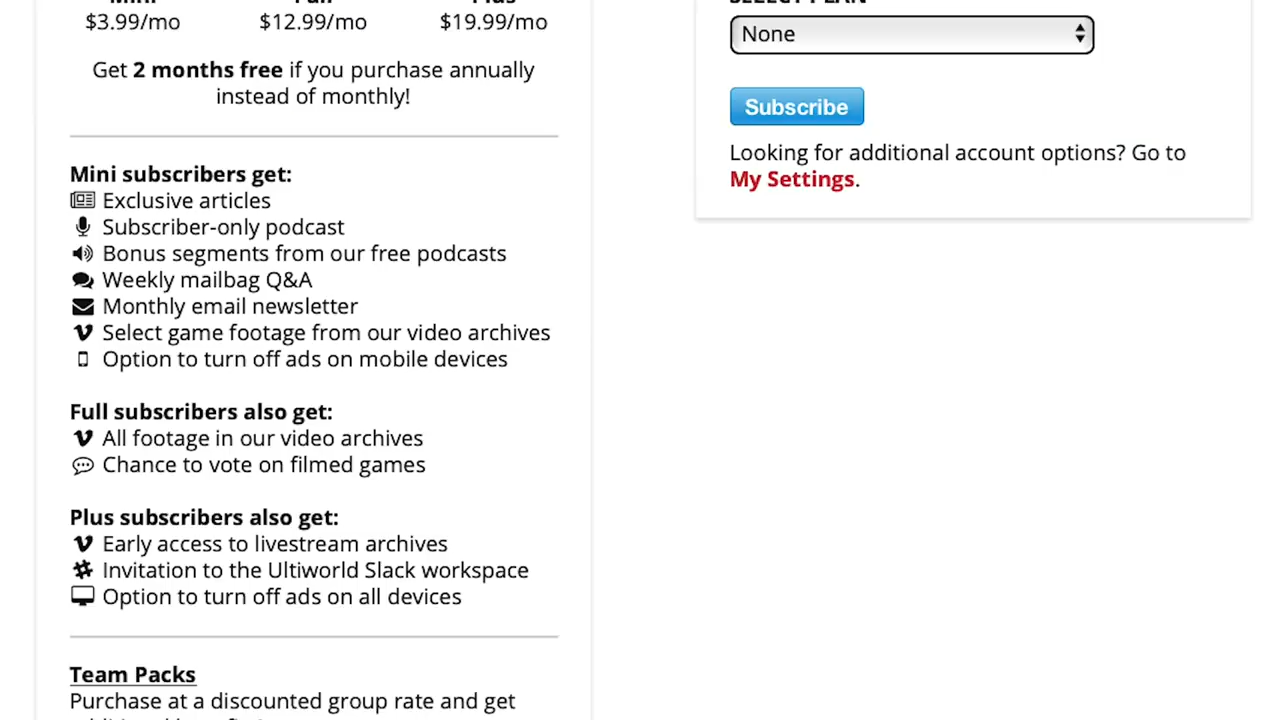 Mini Full Plus
$3.99/mo $12.99/mo $19.99/mo
Get 2 months free if you purchase annually
instead of monthly!
Mini subscribers get:
Exclusive articles
Subscriber-only podcast
Bonus segments from our free podcasts
Weekly mailbag Q&A
Monthly email newsletter
Select game footage from our video archives
Option to turn off ads on mobile devices
Full subscribers also get:
All footage in our video archives
Chance to vote on filmed games
Plus subscribers also get:
Early access to livestream archives
Invitation to the Ultiworld Slack workspace
Option to turn off ads on all devices
Team Packs
Purchase at a discounted group rate and get
SELECT PLAN
None
Subscribe
Looking for additional account options? Go to
My Settings.